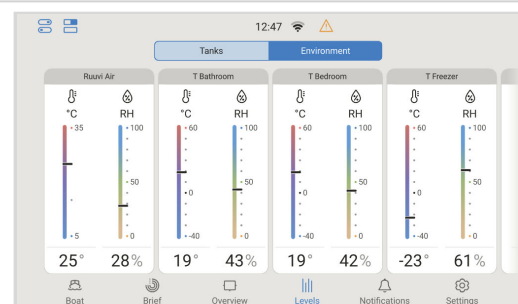 12:47
Tanks Environment
Ruuvi Air T Bathroom T Bedroom T Freezer
°C RH °C RH °C RH °C RH
35 100 60 100 60 100 60 100
50 50 50 50
0 0 0
5 0 -40 0 -40 0 -40 0
25° 28% 19° 43% 19° 42% -23° 61%
Boat Brief Overview Levels Notifications Settings